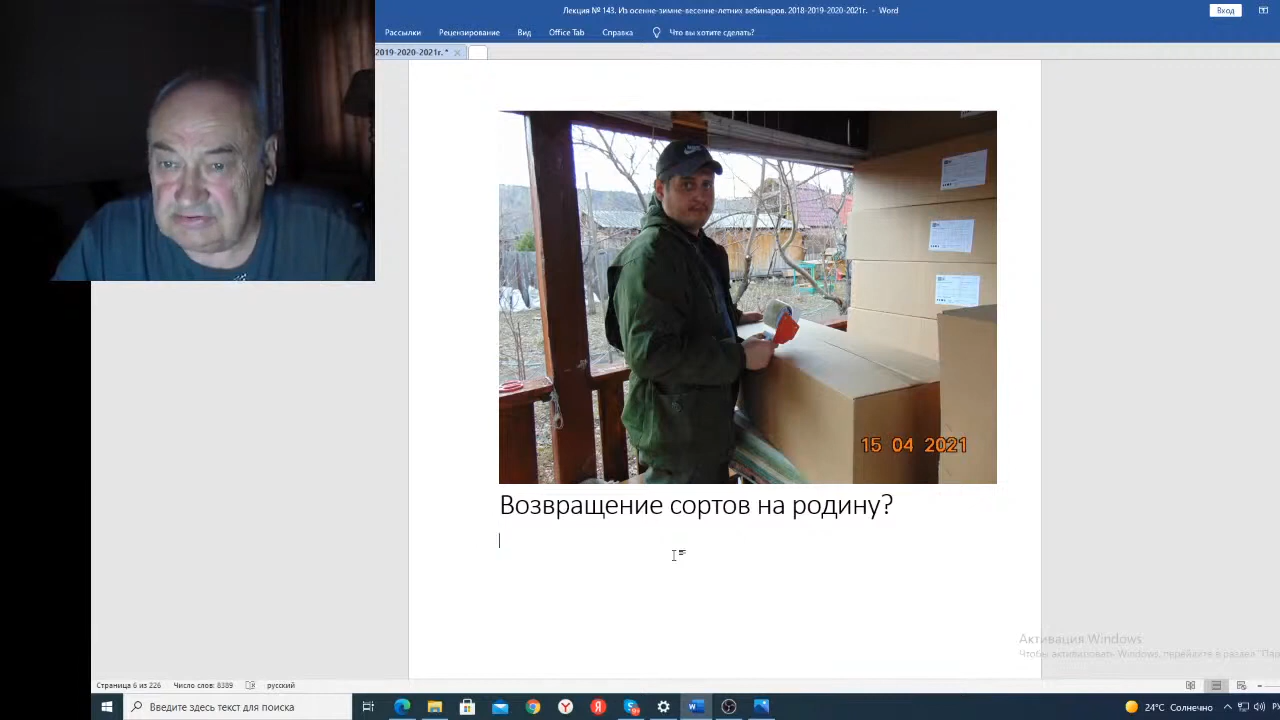 Лекция № 143. Из осенне-зимне-весенне-летних вебинаров. 2018-2019-2020-2021г. - Word
Вход
Рассылки Рецензирование Вид Office Tab Справка Что вы хотите сделать?
2019-2020-2021г. *
15 04 2021
Возвращение сортов на родину?
Активация Windows
Чтобы активировать Windows, перейдите в раздел
Страница 6 из 226 Число слов: 8389 русский
Введите здесь текст для поиска
24°C Солнечно